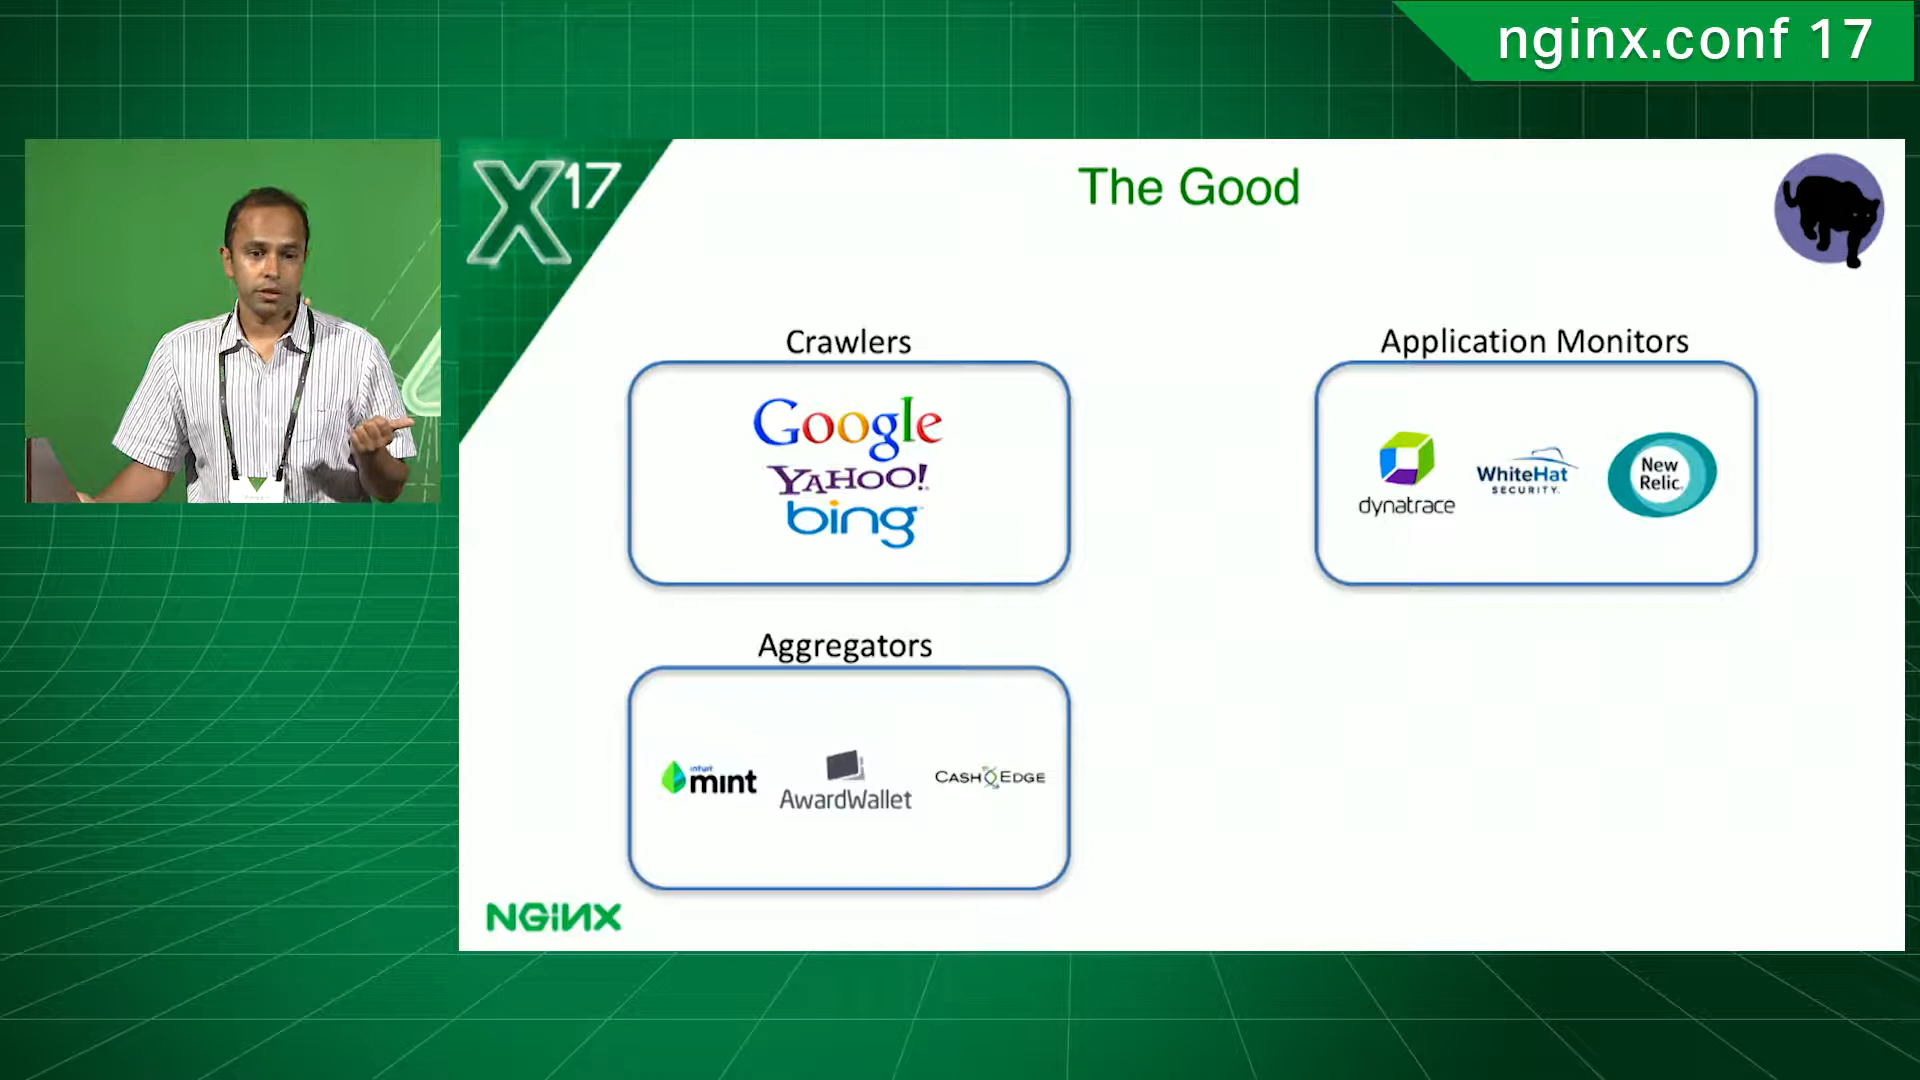 nginx.conf 17
X17
The Good
Crawlers
Google
YAHOO!
bing
Application Monitors
dynatrace
WhiteHat
SECURITY.
New
Relic.
Aggregators
intuit
mint
AwardWallet
CASHEDGE
NGINX